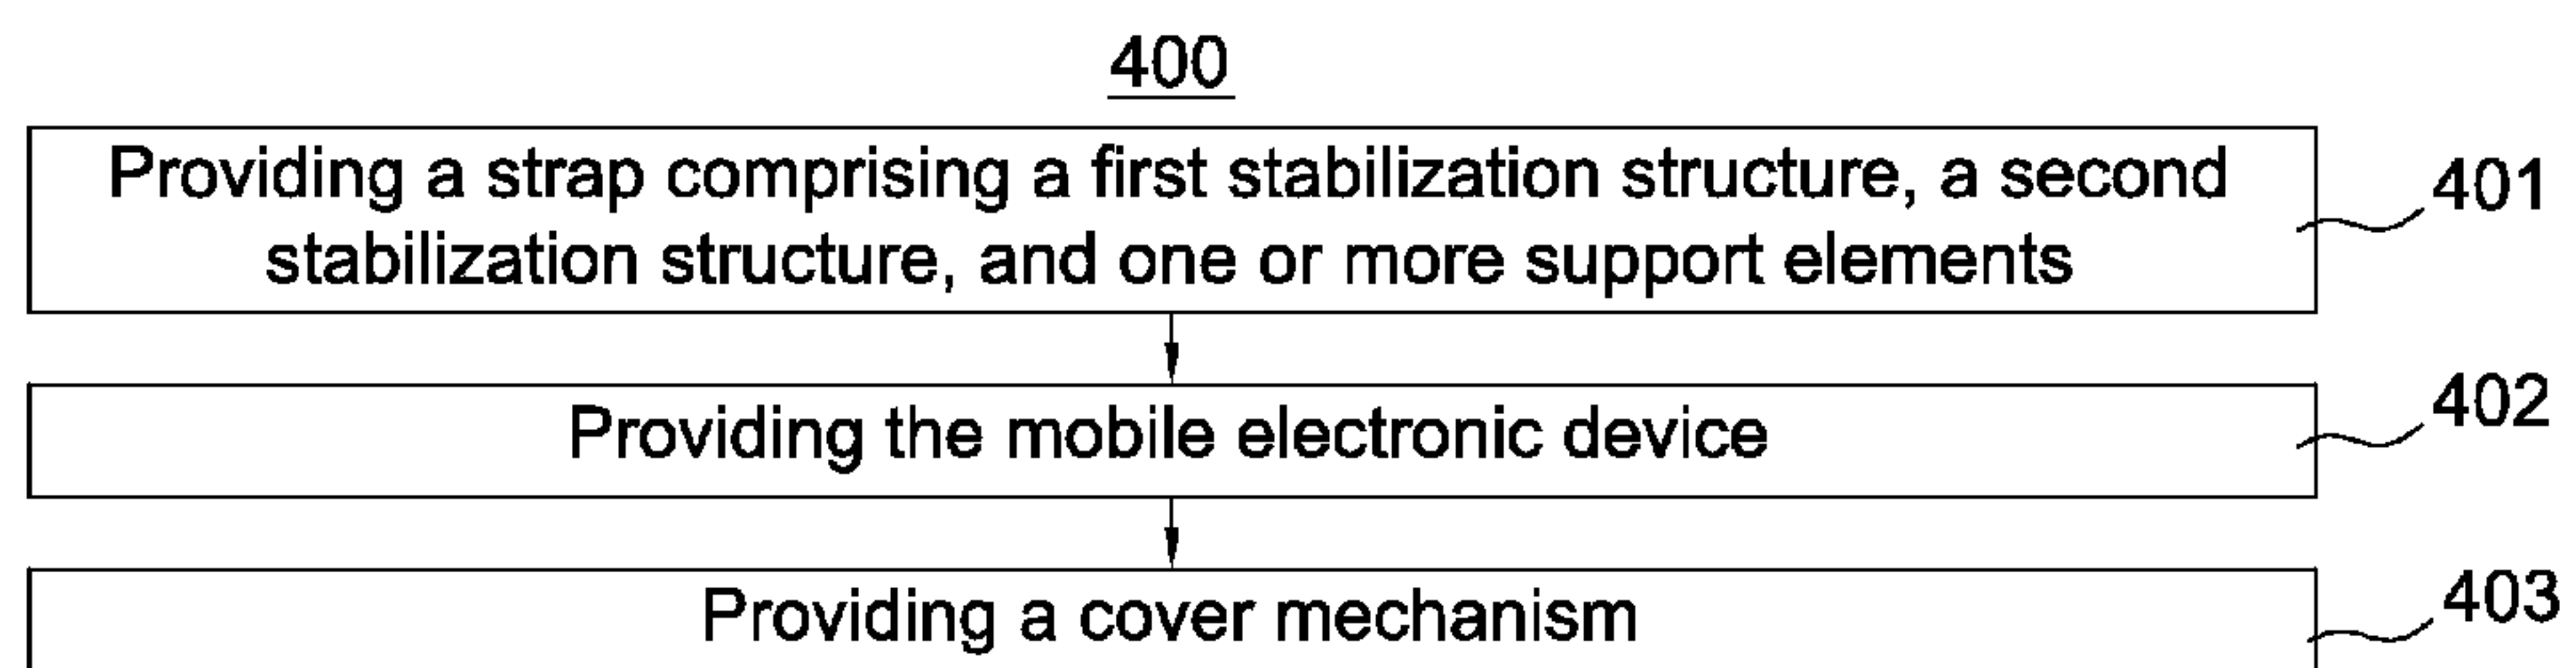 400
Providing a strap comprising a first stabilization structure, a second
stabilization structure, and one or more support elements
401
Providing the mobile electronic device
402
Providing a cover mechanism
403